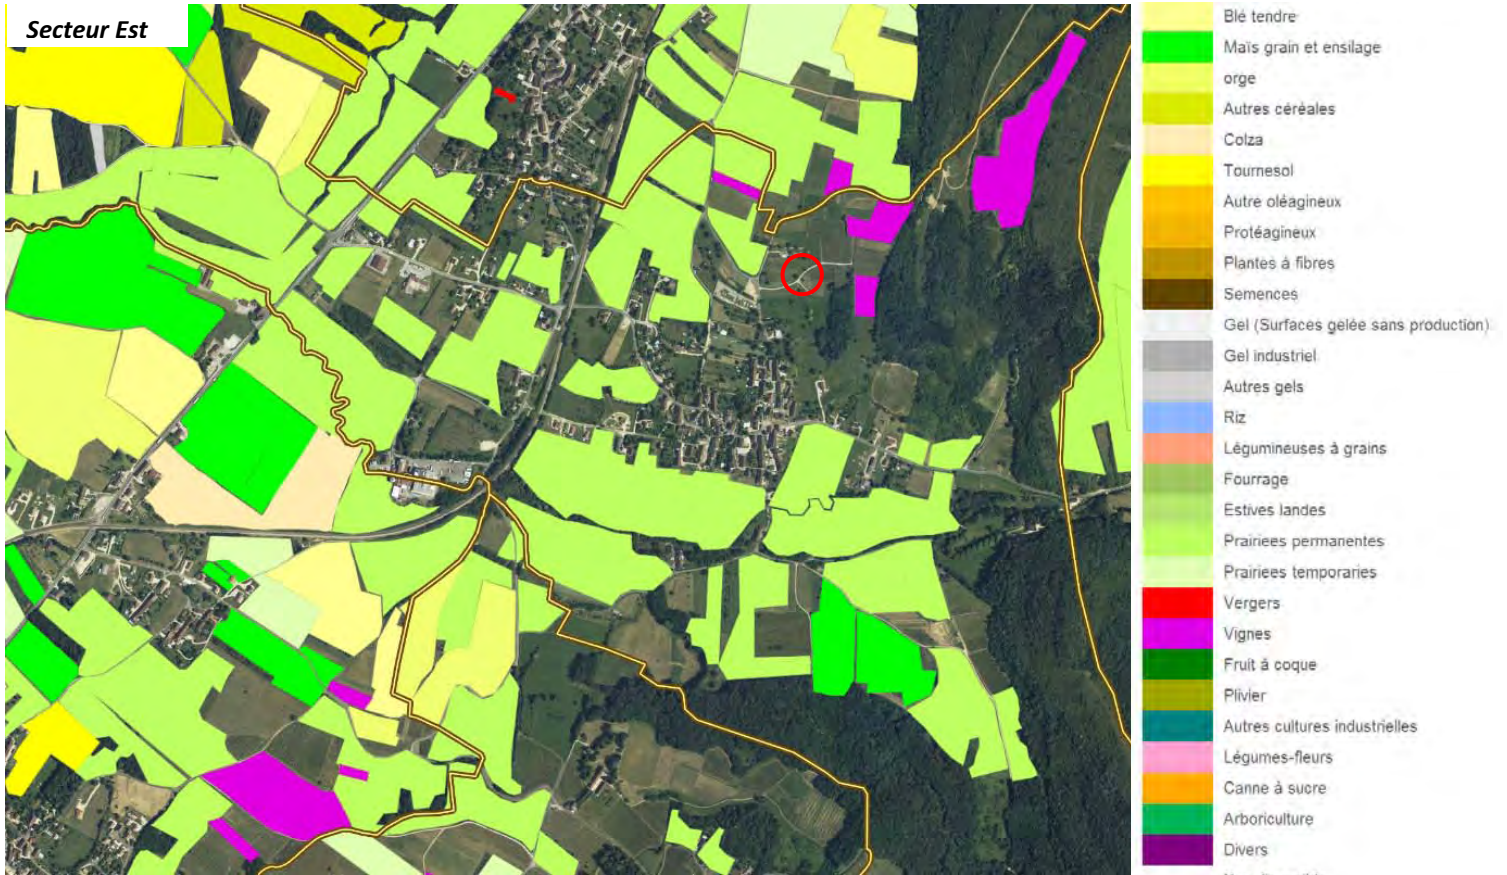 Secteur Est
Blé tendre
Maïs grain et ensilage
orge
Autres céréales
Colza
Tournesol
Autre oléagineux
Protéagineux
Plantes à fibres
Semences
Gel (Surfaces gelée sans production)
Gel industriel
Autres gels
Riz
Légumineuses à grains
Fourrage
Estives landes
Prairiees permanentes
Prairiees temporaries
Vergers
Vignes
Fruit à coque
Plivier
Autres cultures industrielles
Légumes-fleurs
Canne à sucre
Arboriculture
Divers